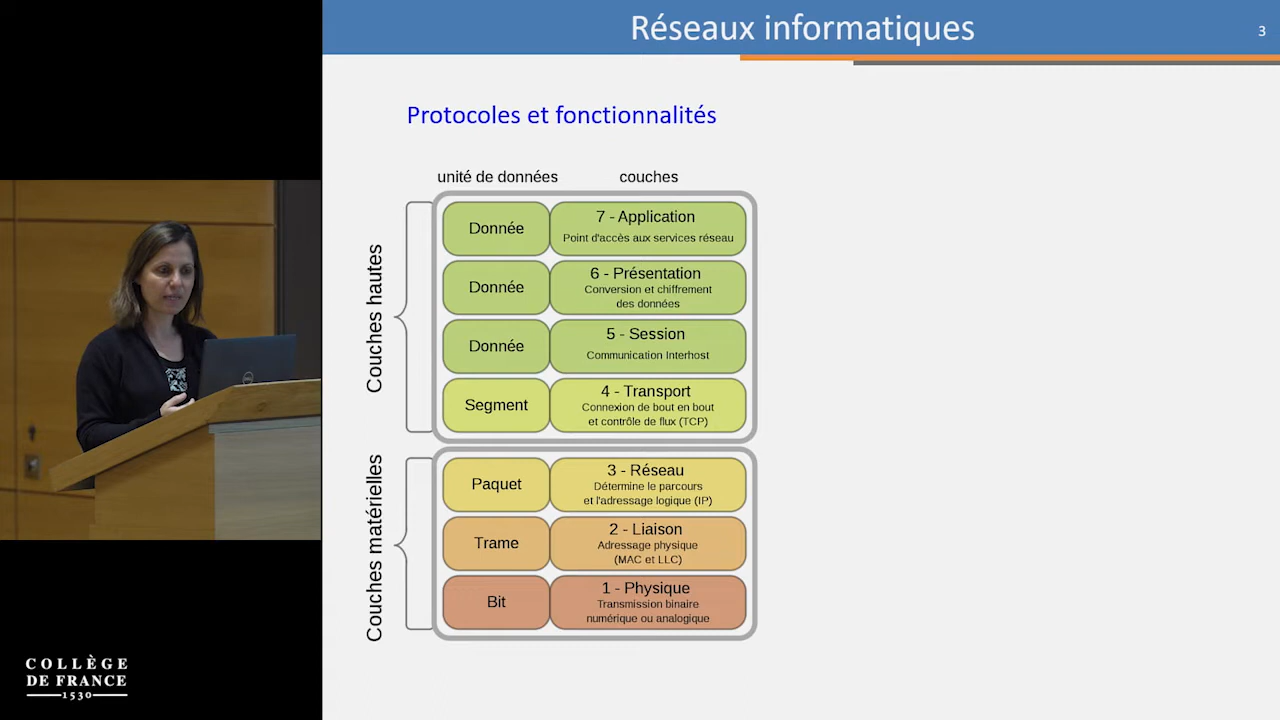 Réseaux informatiques
3
Protocoles et fonctionnalités
unité de données
couches
Couches hautes
Donnée
7 - Application
Point d'accès aux services réseau
Donnée
6 - Présentation
Conversion et chiffrement
des données
Donnée
5 - Session
Communication Interhost
Segment
4 - Transport
Connexion de bout en bout
et contrôle de flux (TCP)
Couches matérielles
Paquet
3 - Réseau
Détermine le parcours
et l'adressage logique (IP)
Trame
2 - Liaison
Adressage physique
(MAC et LLC)
Bit
1 - Physique
Transmission binaire
numérique ou analogique
COLLÈGE
DE FRANCE
1530